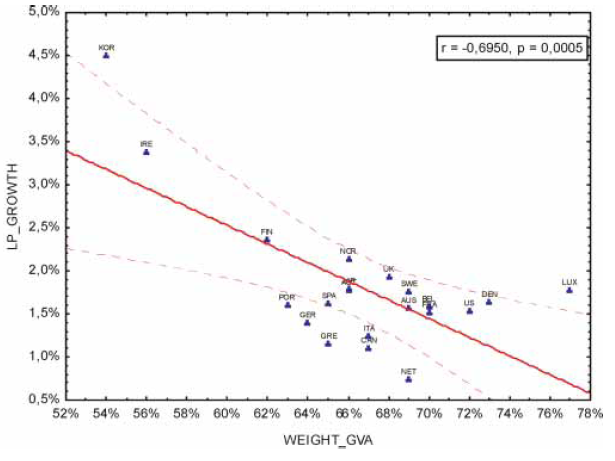 5,0%
4,5%
4,0%
3,5%
3,0%
2,5%
2,0%
1,5%
1,0%
0,5%
LP_GROWTH
r = -0,6950, p = 0,0005
KOR
IRE
FIN
NOR
UK
SWE
LUX
POR
SPA
AUS
US
DEN
GER
GRE
ITA
CAN
NET
52%
54%
56%
58%
60%
62%
64%
66%
68%
70%
72%
74%
76%
78%
WEIGHT_GVA